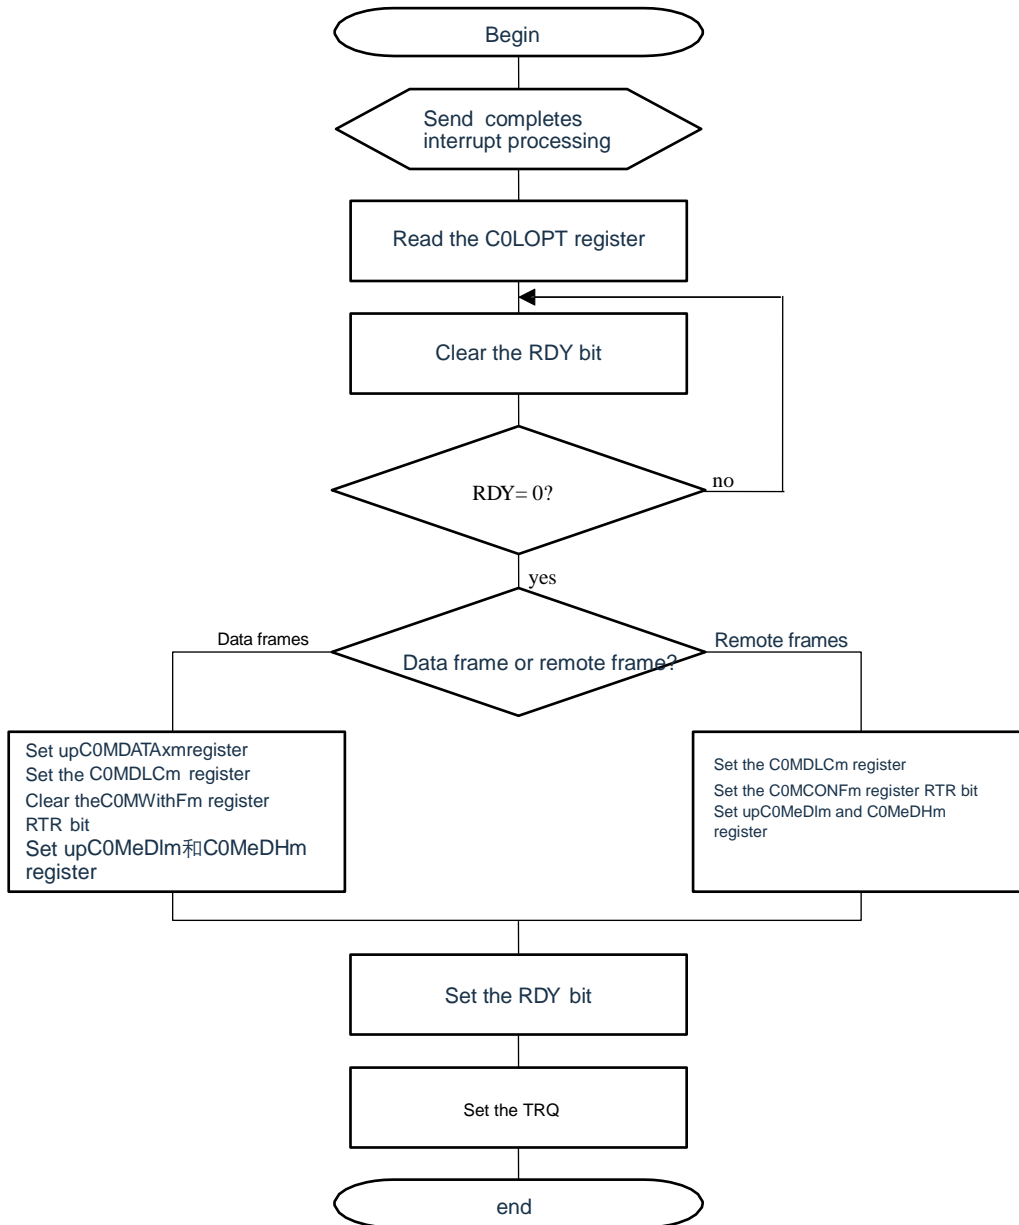 Begin
Send completes
interrupt processing
Read the C0LOPT register
Clear the RDY bit
RDY= 0?
no
yes
Data frames
Remote frames
Data frame or remote frame?
Set upC0MDATAxmregister
Set the C0MDLCm register
Clear theC0MWithFm register
RTR bit
Set upC0MeDlm和C0MeDHm
register
Set the C0MDLCm register
Set the C0MCONFm register RTR bit
Set upC0MeDlm and C0MeDHm
register
Set the RDY bit
Set the TRQ
end